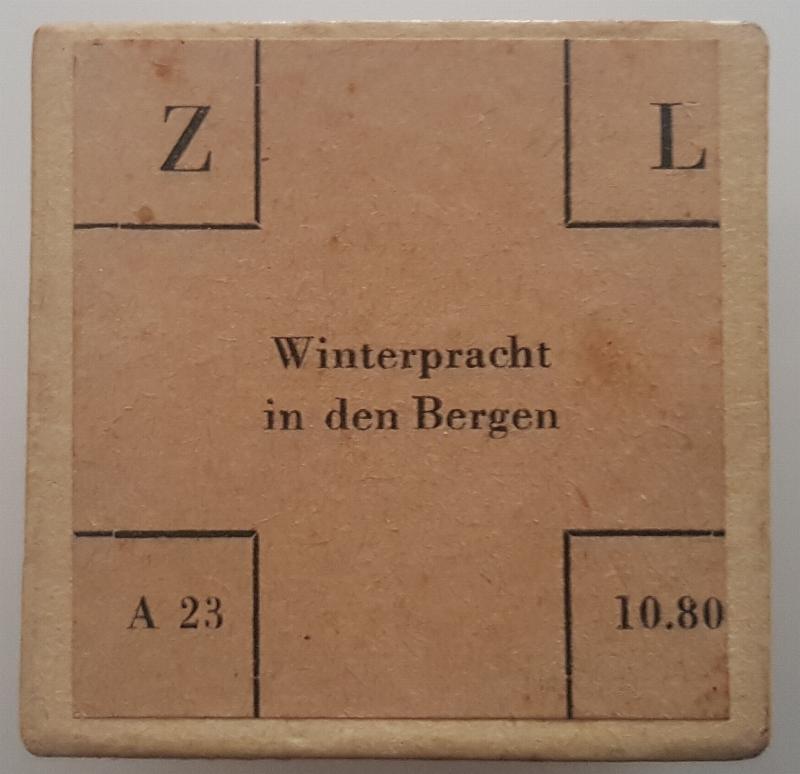 Z
L
Winterpracht
in den Bergen
A 23
10.80